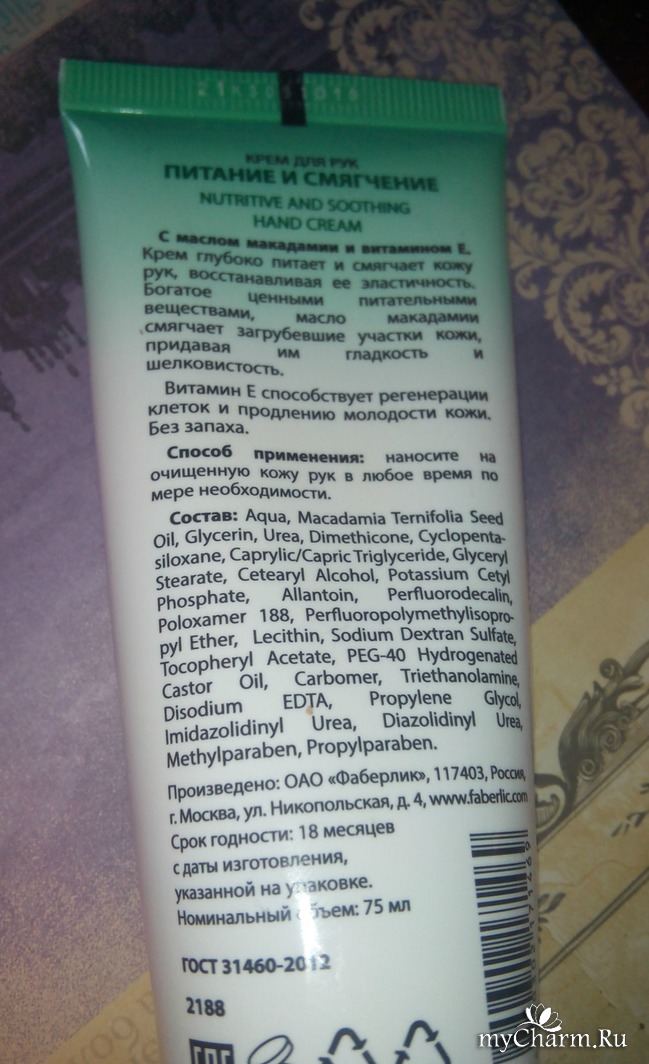 КРЕМ ДЛЯ РУК
ПИТАНИЕ И СМЯГЧЕНИЕ
NUTRITIVE AND SOOTHING
HAND CREAM
С маслом макадамии и витамином Е.
Крем глубоко питает и смягчает кожу
рук, восстанавливая ее эластичность.
Богатое ценными питательными
веществами, масло макадамии
смягчает загрубевшие участки кожи,
придавая им гладкость и
шелковистость.
Витамин Е способствует регенерации
клеток и продлению молодости кожи.
Без запаха.
Способ применения: наносите на
очищенную кожу рук в любое время по
мере необходимости.
Состав: Aqua, Macadamia Ternifolia Seed
Oil, Glycerin, Urea, Dimethicone, Cyclopenta-
siloxane, Caprylic/Capric Triglyceride, Glyceryl
Stearate, Cetearyl Alcohol, Potassium Cetyl
Phosphate, Allantoin, Perfluorodecalin,
Poloxamer 188, Perfluoropolymethylisopro-
pyl Ether, Lecithin, Sodium Dextran Sulfate,
Tocopheryl Acetate, PEG-40 Hydrogenated
Castor Oil, Carbomer, Triethanolamine,
Disodium EDTA, Propylene Glycol,
Imidazolidinyl Urea, Diazolidinyl Urea,
Methylparaben, Propylparaben.
Произведено: ОАО «Фаберлик», 117403, Россия,
г. Москва, ул. Никопольская, д. 4, www.faberlic.com
Срок годности: 18 месяцев
с даты изготовления,
указанной на упаковке.
Номинальный объем: 75 мл
ГОСТ 31460-2012
2188
myCharm.Ru